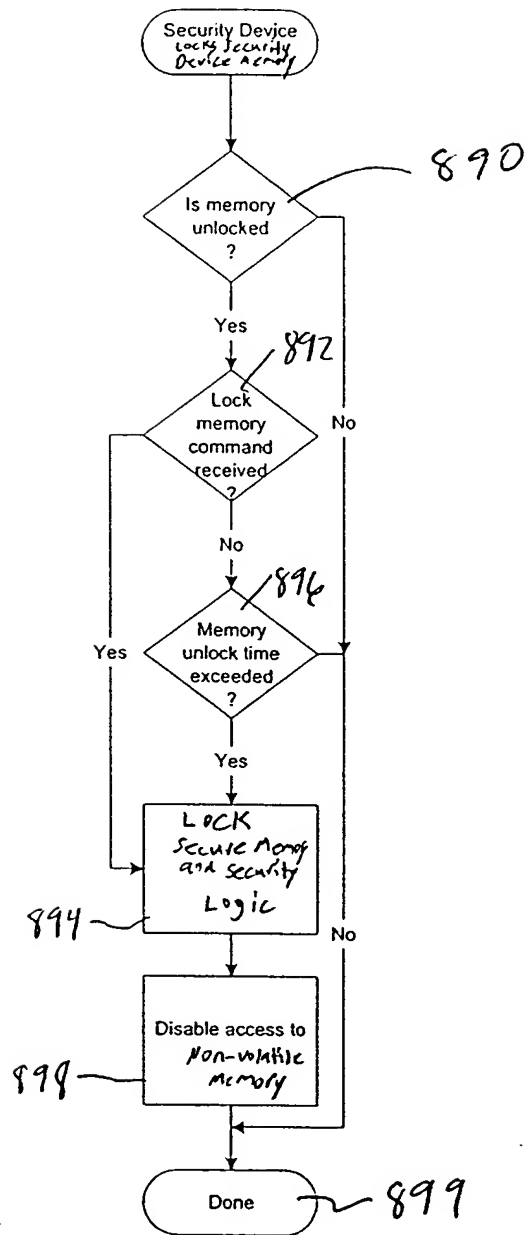 Security Device
Locks Security
Device Memory
890
Is memory
unlocked
?
Yes
892
Lock
memory
command
received
?
No
No
896
Memory
unlock time
exceeded
?
Yes
Yes
LOCK
Secure Memory
and Security
Logic
894
No
Disable access to
Non-volatile
Memory
898
Done
899